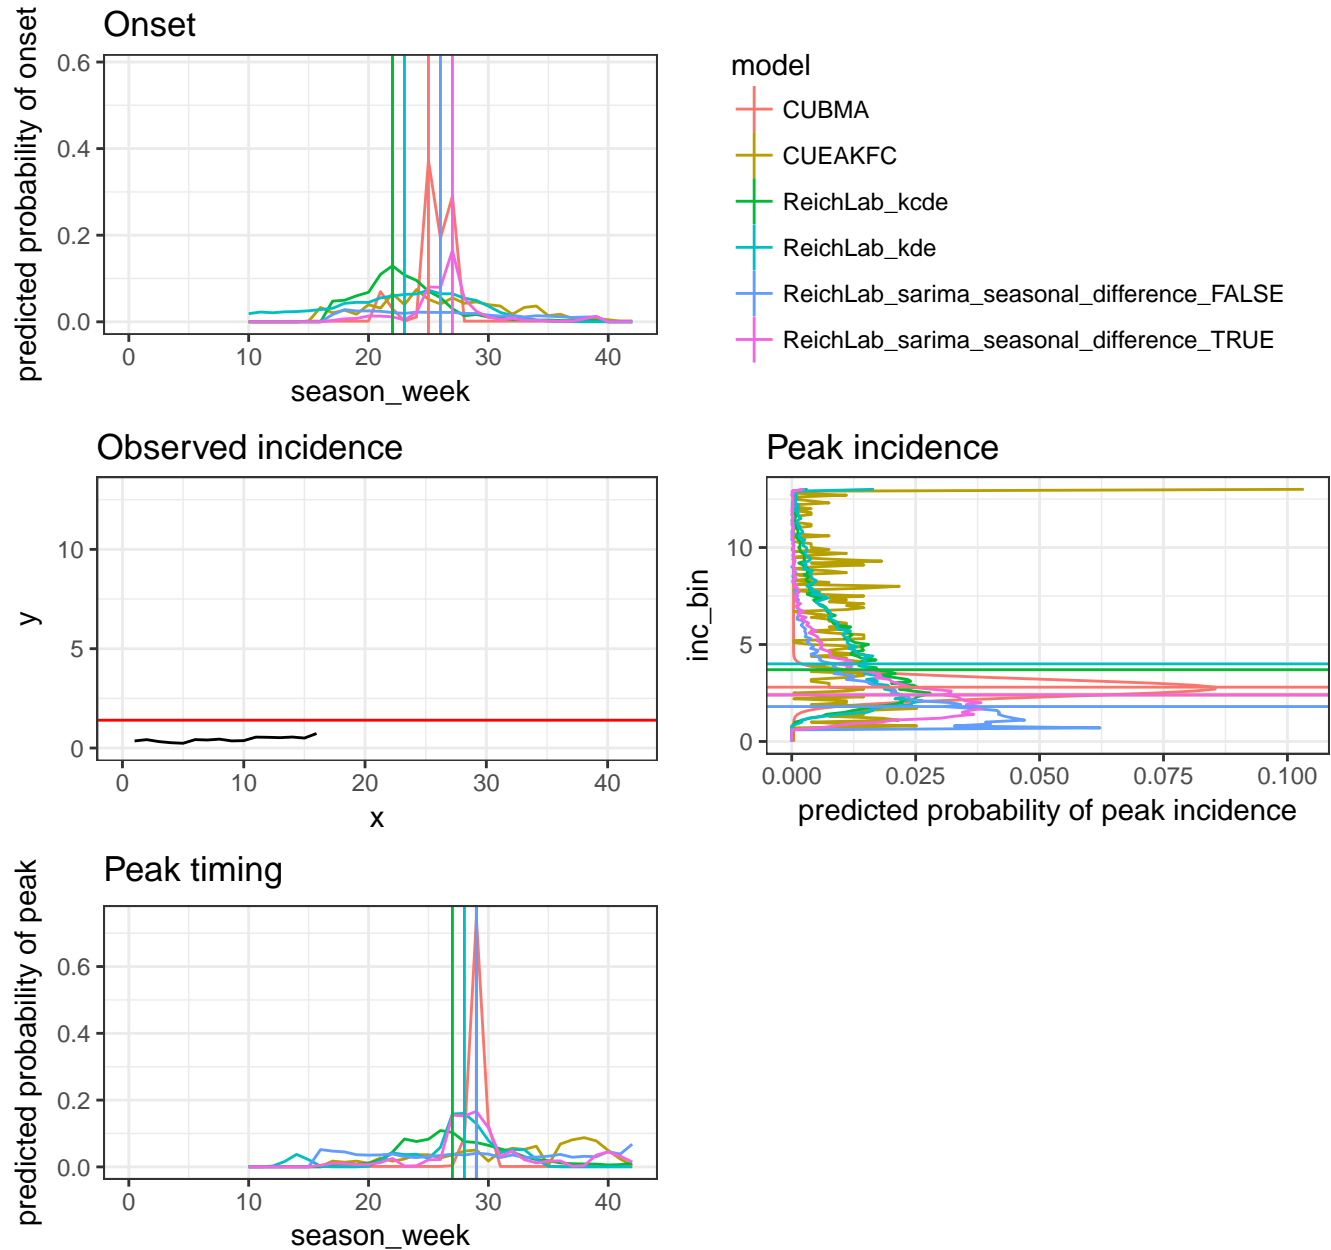 Onset
predicted probability of onset
0.6
0.4
0.2
0.0
0 10 20 30 40
season_week
model
CUBMA
CUEAKFC
ReichLab_kcde
ReichLab_kde
ReichLab_sarima_seasonal_difference_FALSE
ReichLab_sarima_seasonal_difference_TRUE
Observed incidence
y
10
5
0
0 10 20 30 40
x
Peak incidence
inc_bin
10
5
0
0.000 0.025 0.050 0.075 0.100
predicted probability of peak incidence
Peak timing
predicted probability of peak
0.6
0.4
0.2
0.0
0 10 20 30 40
season_week